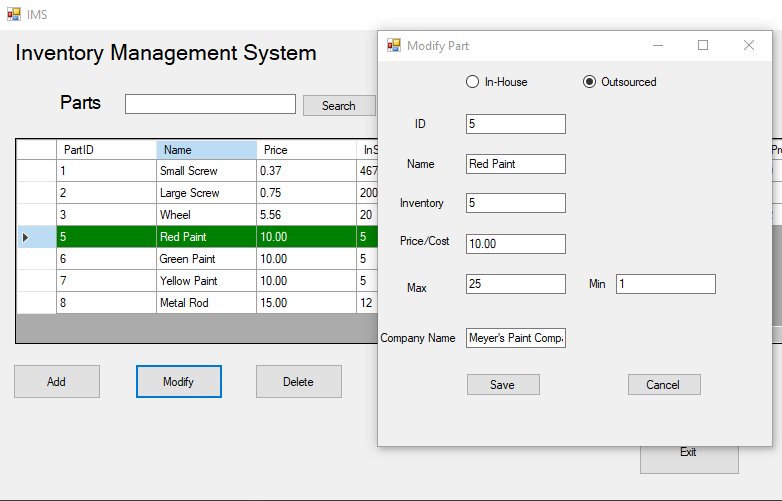 IMS
Inventory Management System
Parts
Search
PartID Name Price InS
1 Small Screw 0.37 467
2 Large Screw 0.75 200
3 Wheel 5.56 20
5 Red Paint 10.00 5
6 Green Paint 10.00 5
7 Yellow Paint 10.00 5
8 Metal Rod 15.00 12
Add Modify Delete
Exit
Modify Part
In-House Outsourced
ID 5
Name Red Paint
Inventory 5
Price/Cost 10.00
Max 25 Min 1
Company Name Meyer's Paint Compa
Save Cancel
Pr